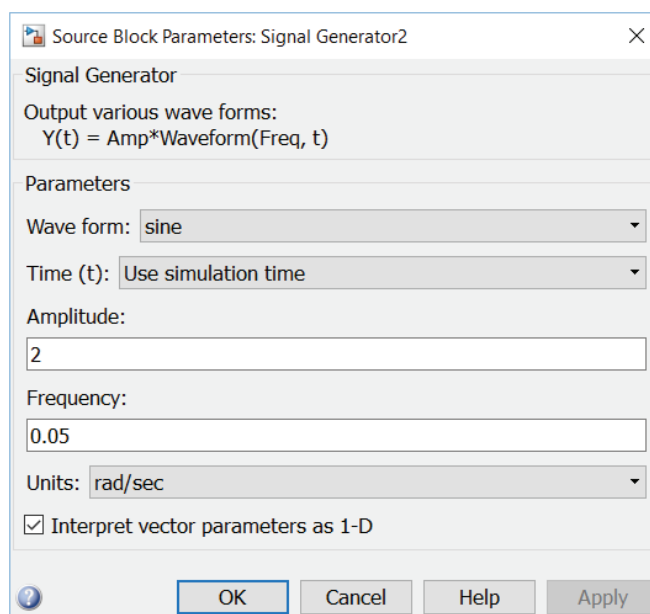 Source Block Parameters: Signal Generator2
Signal Generator
Output various wave forms:
Y(t) = Amp*Waveform(Freq, t)
Parameters
Wave form: sine
Time (t): Use simulation time
Amplitude:
2
Frequency:
0.05
Units: rad/sec
Interpret vector parameters as 1-D
? OK Cancel Help Apply